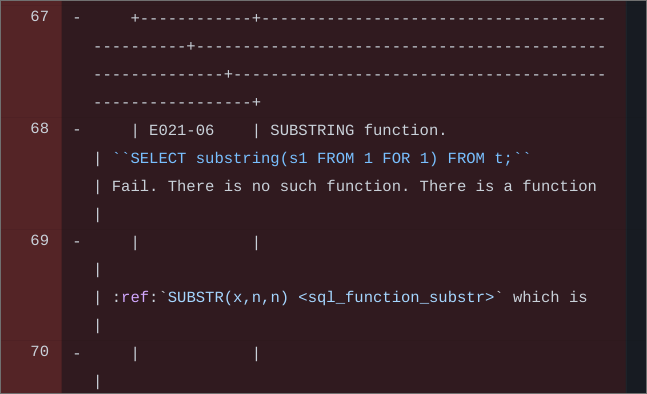 67 - +------------+--------------------------------------
----------+---------------------------------------------
--------------+-----------------------------------------
-----------------+
68 - | E021-06 | SUBSTRING function.
| ``SELECT substring(s1 FROM 1 FOR 1) FROM t;``
| Fail. There is no such function. There is a function
|
69 - | |
|
| :ref:`SUBSTR(x,n,n) <sql_function_substr>` which is
|
70 - | |
|